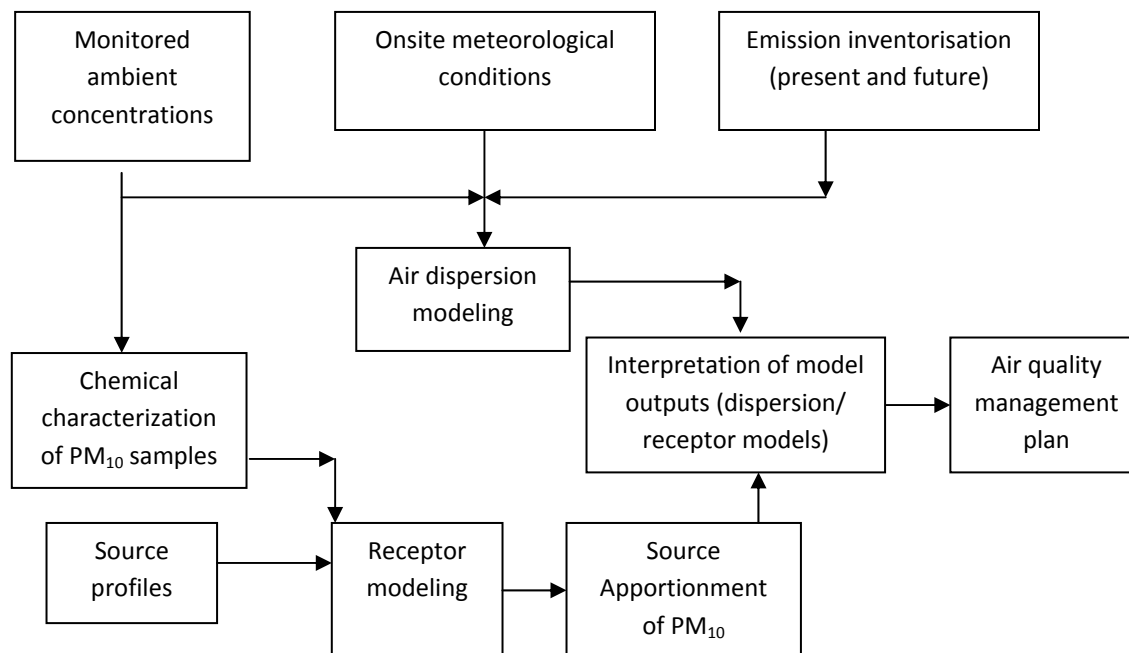 Monitored
ambient
concentrations
Onsite meteorological
conditions
Emission inventorisation
(present and future)
Air dispersion
modeling
Chemical
characterization
of PM₁₀ samples
Interpretation of model
outputs (dispersion/
receptor models)
Air quality
management
plan
Source
profiles
Receptor
modeling
Source
Apportionment
of PM₁₀